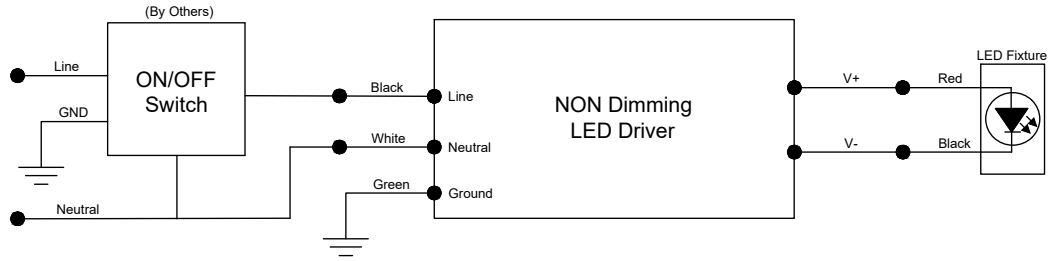 (By Others)
ON/OFF
Switch
Line
GND
Neutral
Black
White
Green
Line
Neutral
Ground
NON Dimming
LED Driver
V+
V-
Red
Black
LED Fixture